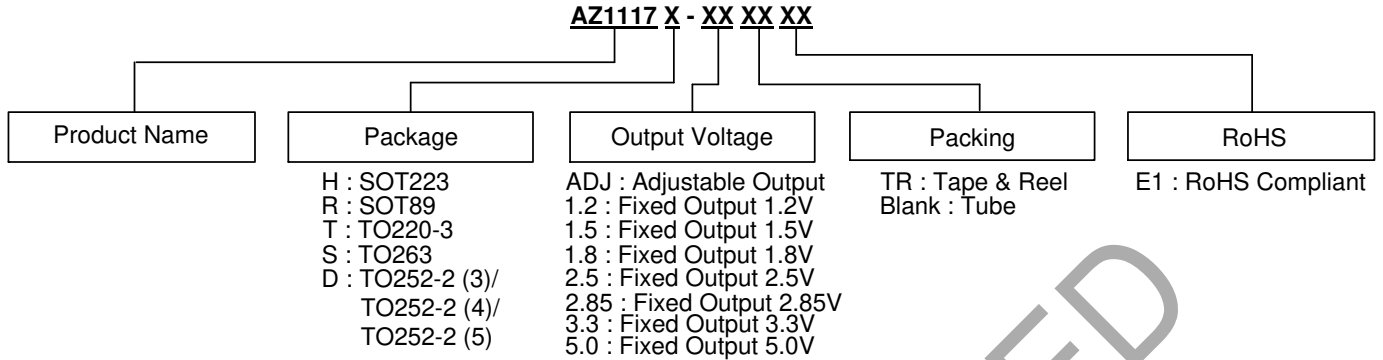 AZ1117 X - XX XX XX
Product Name
Package
Output Voltage
Packing
RoHS
H : SOT223
R : SOT89
T : TO220-3
S : TO263
D : TO252-2 (3)/
TO252-2 (4)/
TO252-2 (5)
ADJ : Adjustable Output
1.2 : Fixed Output 1.2V
1.5 : Fixed Output 1.5V
1.8 : Fixed Output 1.8V
2.5 : Fixed Output 2.5V
2.85 : Fixed Output 2.85V
3.3 : Fixed Output 3.3V
5.0 : Fixed Output 5.0V
TR : Tape & Reel
Blank : Tube
E1 : RoHS Compliant
ED